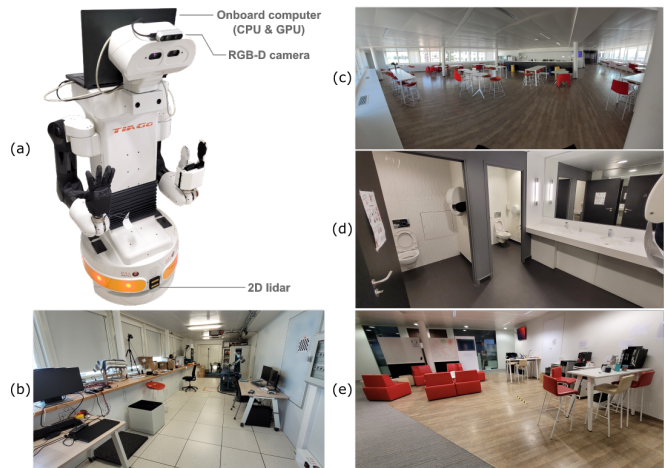 Onboard computer
(CPU & GPU)
RGB-D camera
(a)
TIAGo
2D lidar
(b)
(c)
(d)
(e)